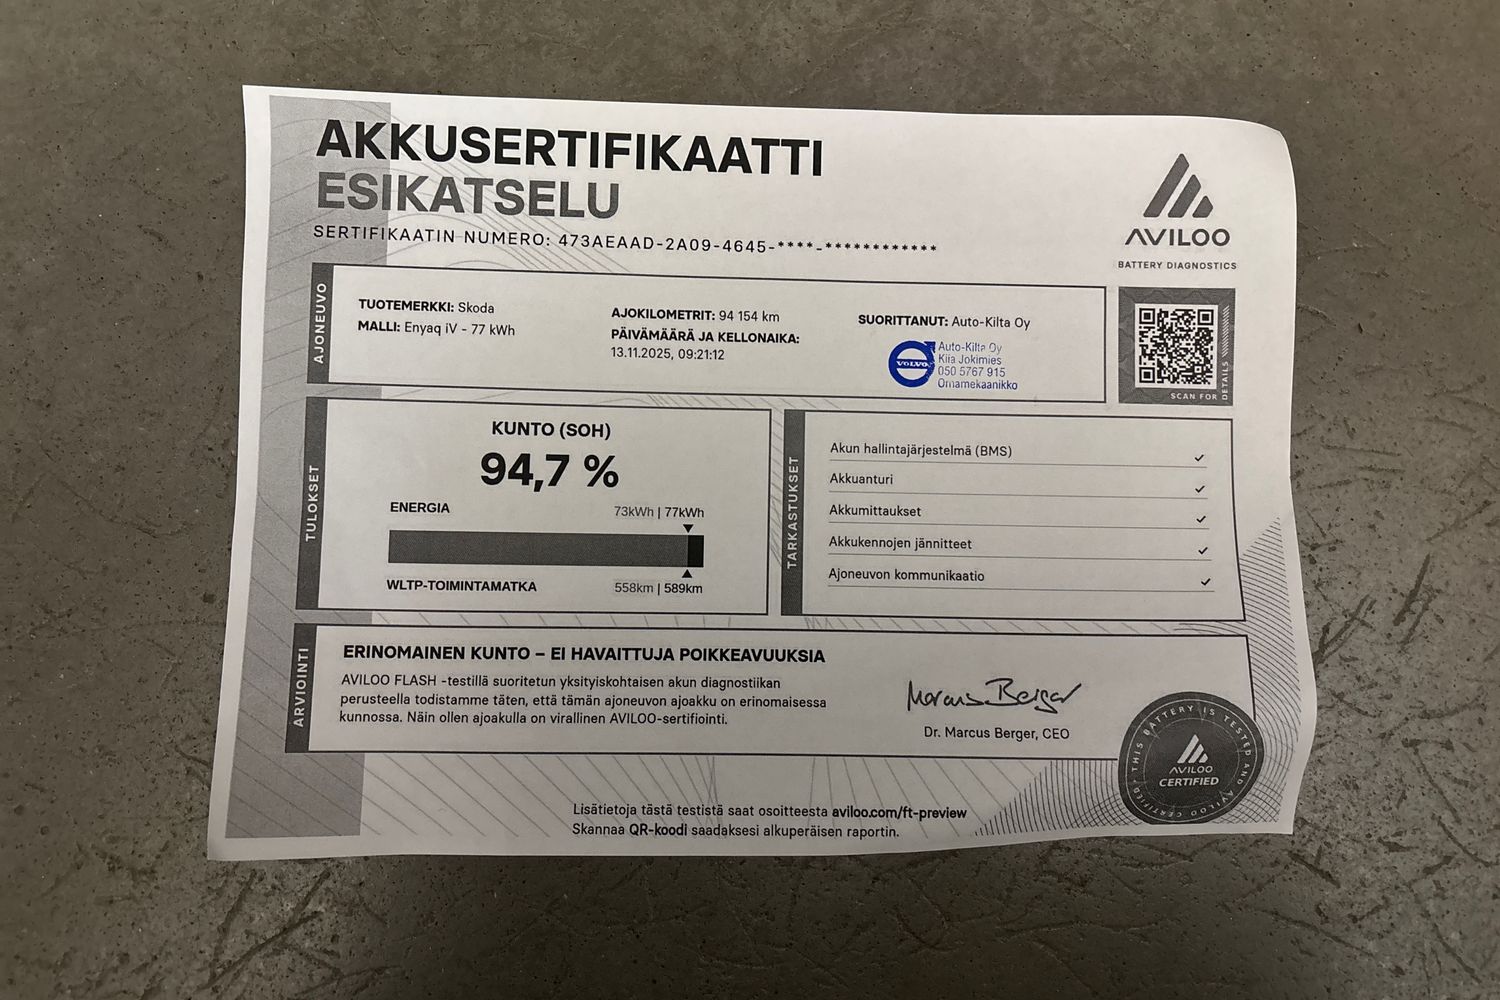 AKKUSERTIFIKAATTI
ESIKATSELU
SERTIFIKAATIN NUMERO: 473AEAAD-2A09-4645-****-************
AVILOO
BATTERY DIAGNOSTICS
AJONEUVO
TUOTEMERKKI: Skoda
MALLI: Enyaq iV - 77 kWh
AJOKILOMETRIT: 94 154 km
PÄIVÄMÄÄRÄ JA KELLONAIKA:
13.11.2025, 09:21:12
SUORITTANUT: Auto-Kilta Oy
VOLVO
Auto-Kilta Oy
Kiia Jokimies
050 5767 915
Omamekaanikko
SCAN FOR
DETAILS
TULOKSET
KUNTO (SOH)
94,7 %
ENERGIA
73kWh | 77kWh
WLTP-TOIMINTAMATKA
558km | 589km
TARKASTUKSET
Akun hallintajärjestelmä (BMS)
Akkuanturi
Akkumittaukset
Akkukennojen jännitteet
Ajoneuvon kommunikaatio
ARVIOINTI
ERINOMAINEN KUNTO – EI HAVAITTUJA POIKKEAVUUKSIA
AVILOO FLASH -testillä suoritetun yksityiskohtaisen akun diagnostiikan
perusteella todistamme täten, että tämän ajoneuvon ajoakku on erinomaisessa
kunnossa. Näin ollen ajoakulla on virallinen AVILOO-sertifiointi.
Marcus Berger
Dr. Marcus Berger, CEO
THIS BATTERY IS TESTED AND AVILOO CERTIFIED
AVILOO
CERTIFIED
Lisätietoja tästä testistä saat osoitteesta aviloo.com/ft-preview
Skannaa QR-koodi saadaksesi alkuperäisen raportin.